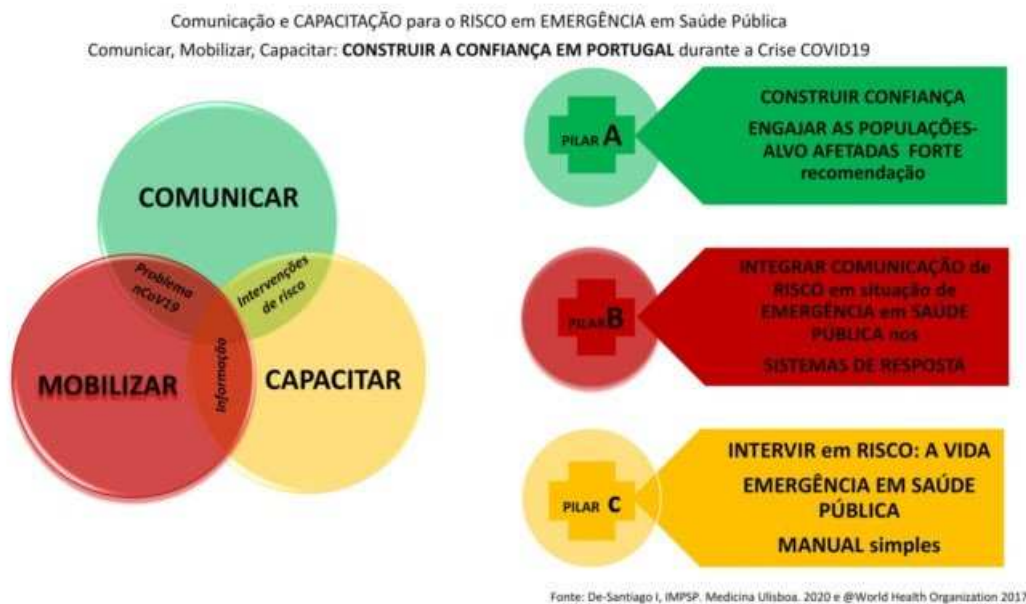 Comunicação e CAPACITAÇÃO para o RISCO em EMERGÊNCIA em Saúde Pública
Comunicar, Mobilizar, Capacitar: CONSTRUIR A CONFIANÇA EM PORTUGAL durante a Crise COVID19
COMUNICAR
Problema
nCoV19
Intervenções
de risco
MOBILIZAR
Informação
CAPACITAR
PILAR A
CONSTRUIR CONFIANÇA
ENGAJAR AS POPULAÇÕES-
ALVO AFETADAS FORTE
recomendação
PILAR B
INTEGRAR COMUNICAÇÃO de
RISCO em situação de
EMERGÊNCIA em SAÚDE
PÚBLICA nos
SISTEMAS DE RESPOSTA
PILAR c
INTERVIR em RISCO: A VIDA
EMERGÊNCIA EM SAÚDE
PÚBLICA
MANUAL simples
Fonte: De-Santiago I, IMPSP. Medicina Ulisboa. 2020 e @World Health Organization 2017